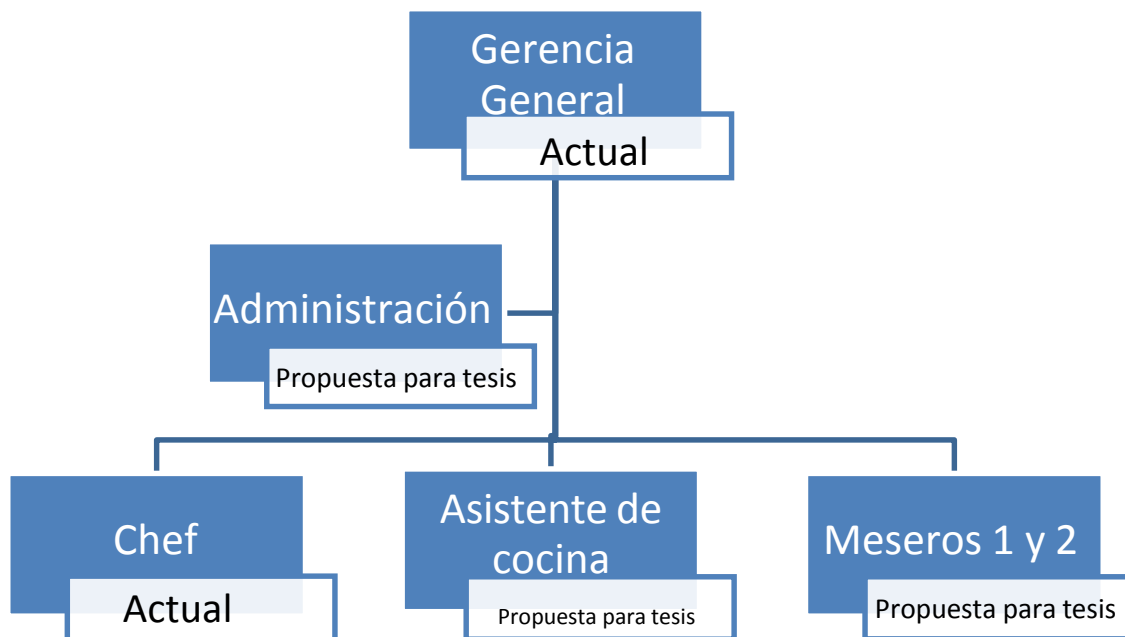 Gerencia
General
Actual
Administración
Propuesta para tesis
Chef
Actual
Asistente de
cocina
Propuesta para tesis
Meseros 1 y 2
Propuesta para tesis